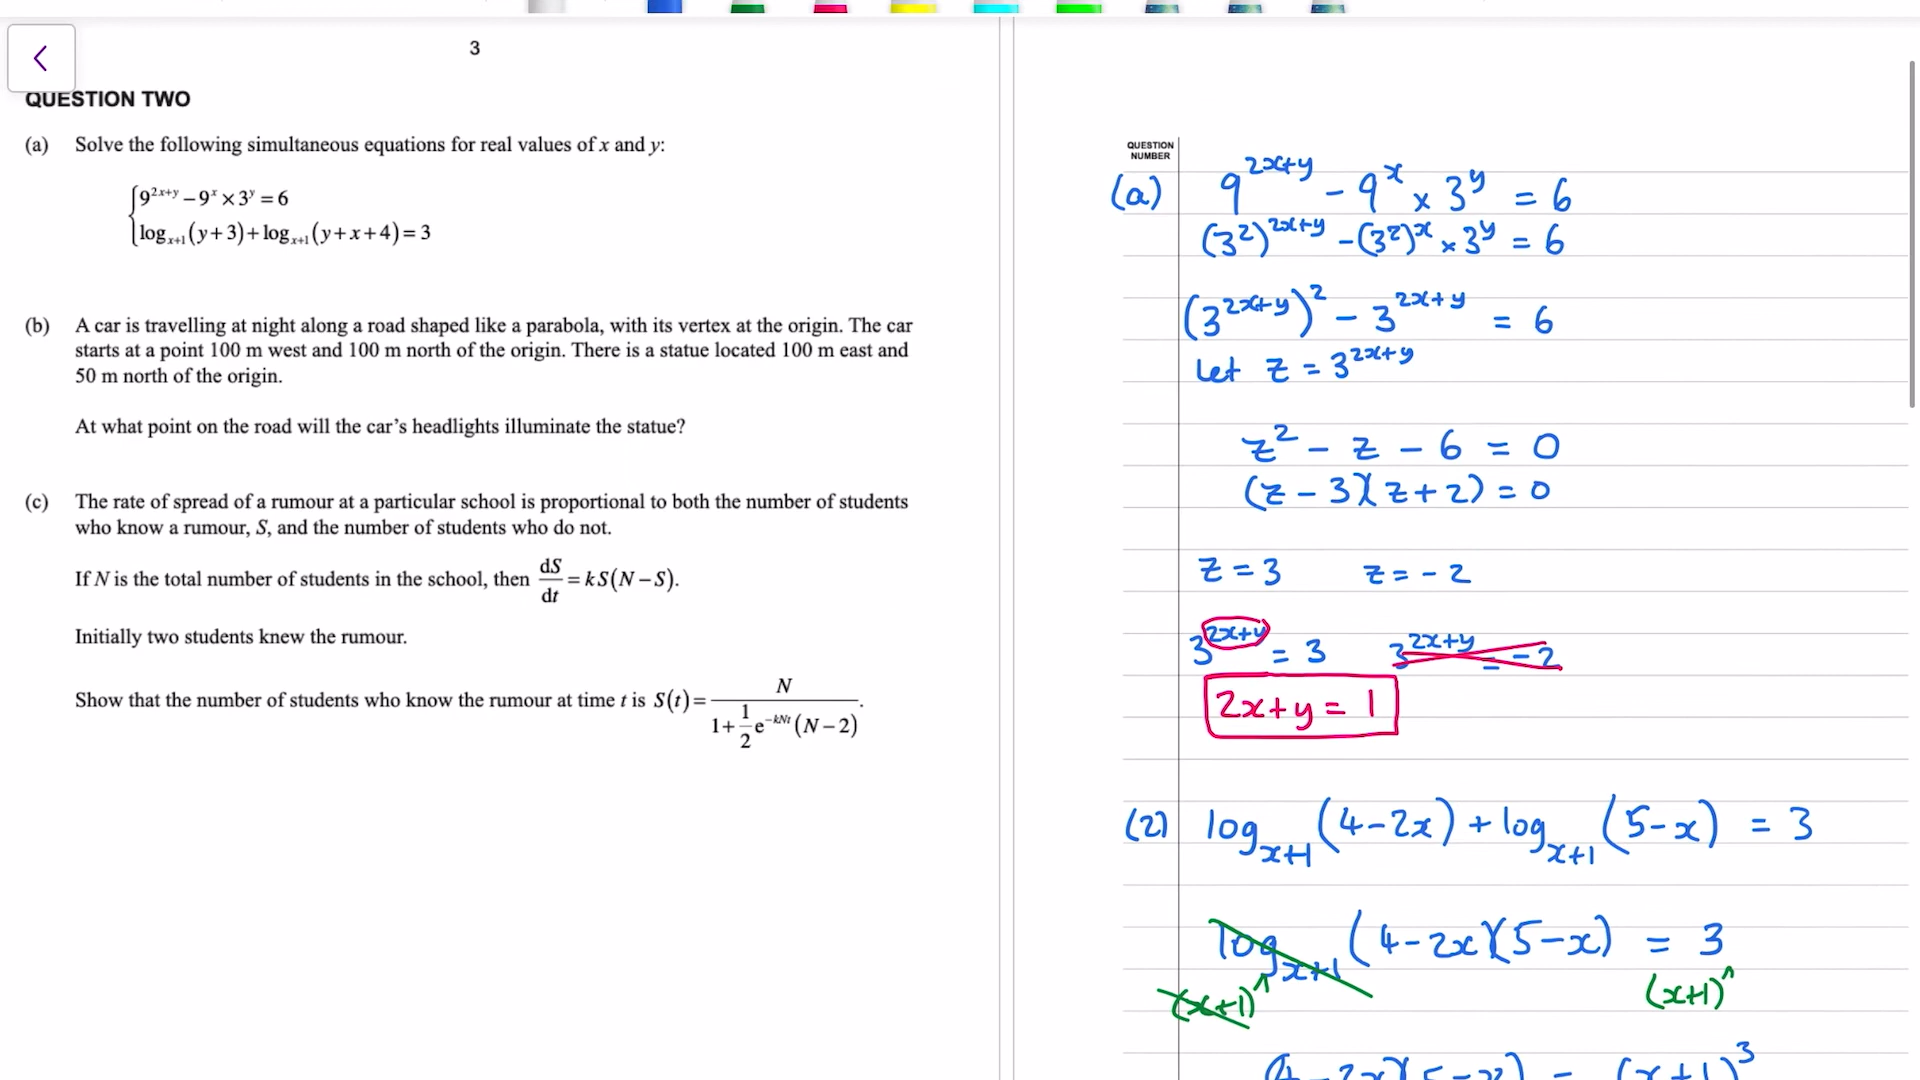 3
QUESTION TWO
(a) Solve the following simultaneous equations for real values of x and y:
9^(2x+y) − 9^x × 3^y = 6
log_(x+1)(y+3) + log_(x+1)(y+x+4) = 3
(b) A car is travelling at night along a road shaped like a parabola, with its vertex at the origin. The car
starts at a point 100 m west and 100 m north of the origin. There is a statue located 100 m east and
50 m north of the origin.
At what point on the road will the car’s headlights illuminate the statue?
(c) The rate of spread of a rumour at a particular school is proportional to both the number of students
who know a rumour, S, and the number of students who do not.
If N is the total number of students in the school, then dS/dt = kS(N−S).
Initially two students knew the rumour.
Show that the number of students who know the rumour at time t is S(t) = N/(1+1/2 e^(−kNt)(N−2)).
QUESTION
NUMBER
(a) 9^(2x+y) − 9^x × 3^y = 6
(3^2)^(2x+y) − (3^2)^x × 3^y = 6
(3^(2x+y))^2 − 3^(2x+y) = 6
Let z = 3^(2x+y)
z^2 − z − 6 = 0
(z − 3)(z + 2) = 0
z = 3 z = −2
3^(2x+y) = 3 3^(2x+y) = −2
2x+y = 1
(2) log_(x+1) (4−2x) + log_(x+1) (5−x) = 3
log_(x+1) (4−2x)(5−x) = 3
(x+1)^ (x+1)^
(4−2x)(5−x) = (x+1)^3